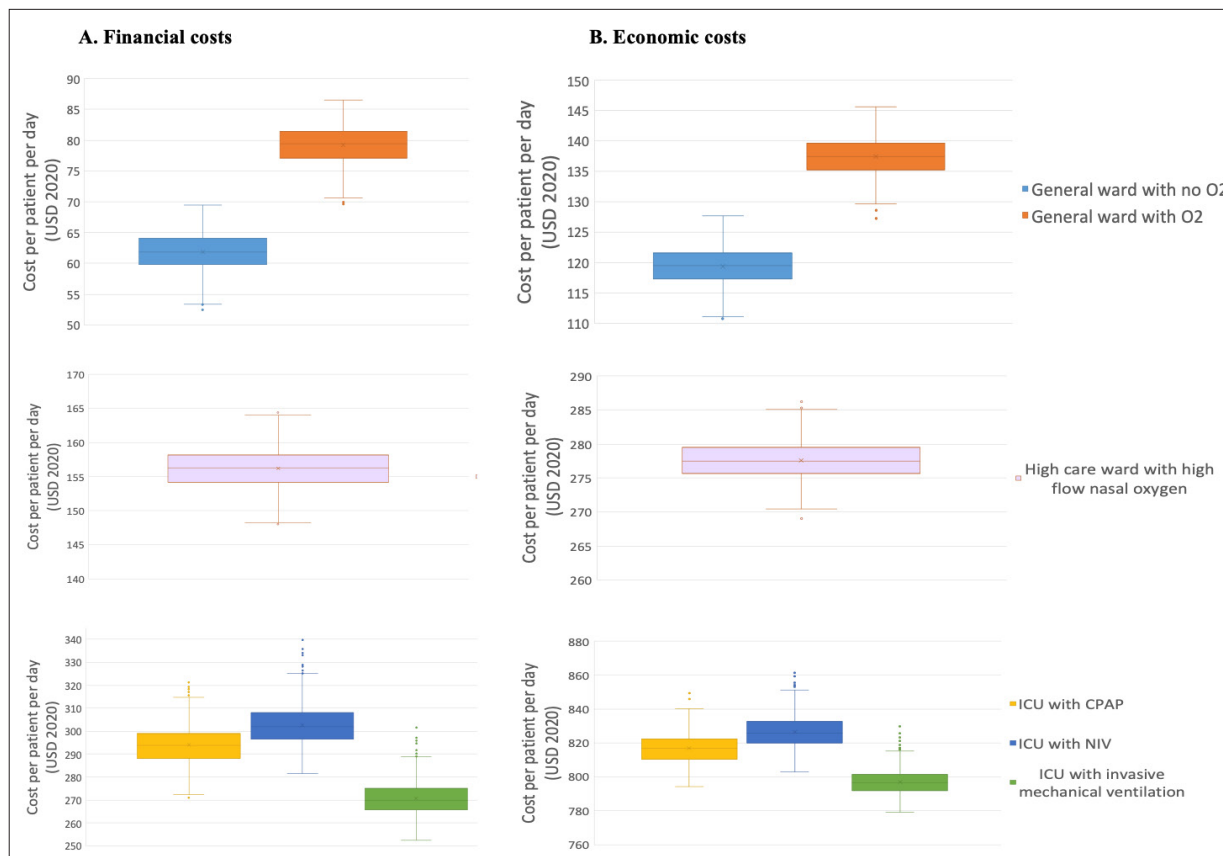 A. Financial costs
B. Economic costs
Cost per patient per day
(USD 2020)
90
85
80
75
70
65
60
55
50
Cost per patient per day
(USD 2020)
150
145
140
135
130
125
120
115
110
General ward with no O2
General ward with O2
Cost per patient per day
(USD 2020)
170
165
160
155
150
145
140
Cost per patient per day
(USD 2020)
290
285
280
275
270
265
260
High care ward with high
flow nasal oxygen
Cost per patient per day
(USD 2020)
340
330
320
310
300
290
280
270
260
250
Cost per patient per day
(USD 2020)
880
860
840
820
800
780
760
ICU with CPAP
ICU with NIV
ICU with invasive
mechanical ventilation